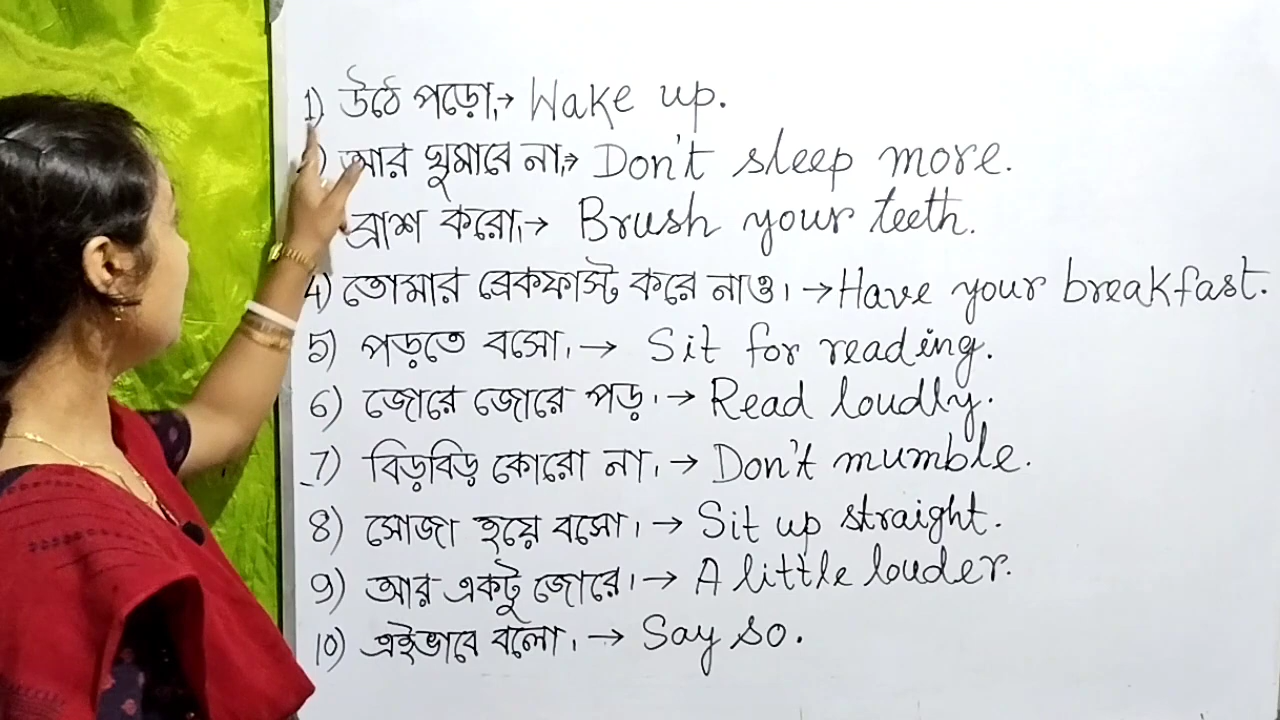 1) উঠে পড়ো।→ Wake up.
) আর ঘুমাবে না।→ Don't sleep more.
ব্রাশ করো।→ Brush your teeth.
4) তোমার ব্রেকফাস্ট করে নাও। → Have your breakfast.
5) পড়তে বসো। → Sit for reading.
6) জোরে জোরে পড়। → Read loudly.
7) বিড়বিড় কোরো না। → Don't mumble.
8) সোজা হয়ে বসো। → Sit up straight.
9) আর একটু জোরে। → A little louder.
10) এইভাবে বলো। → Say so.